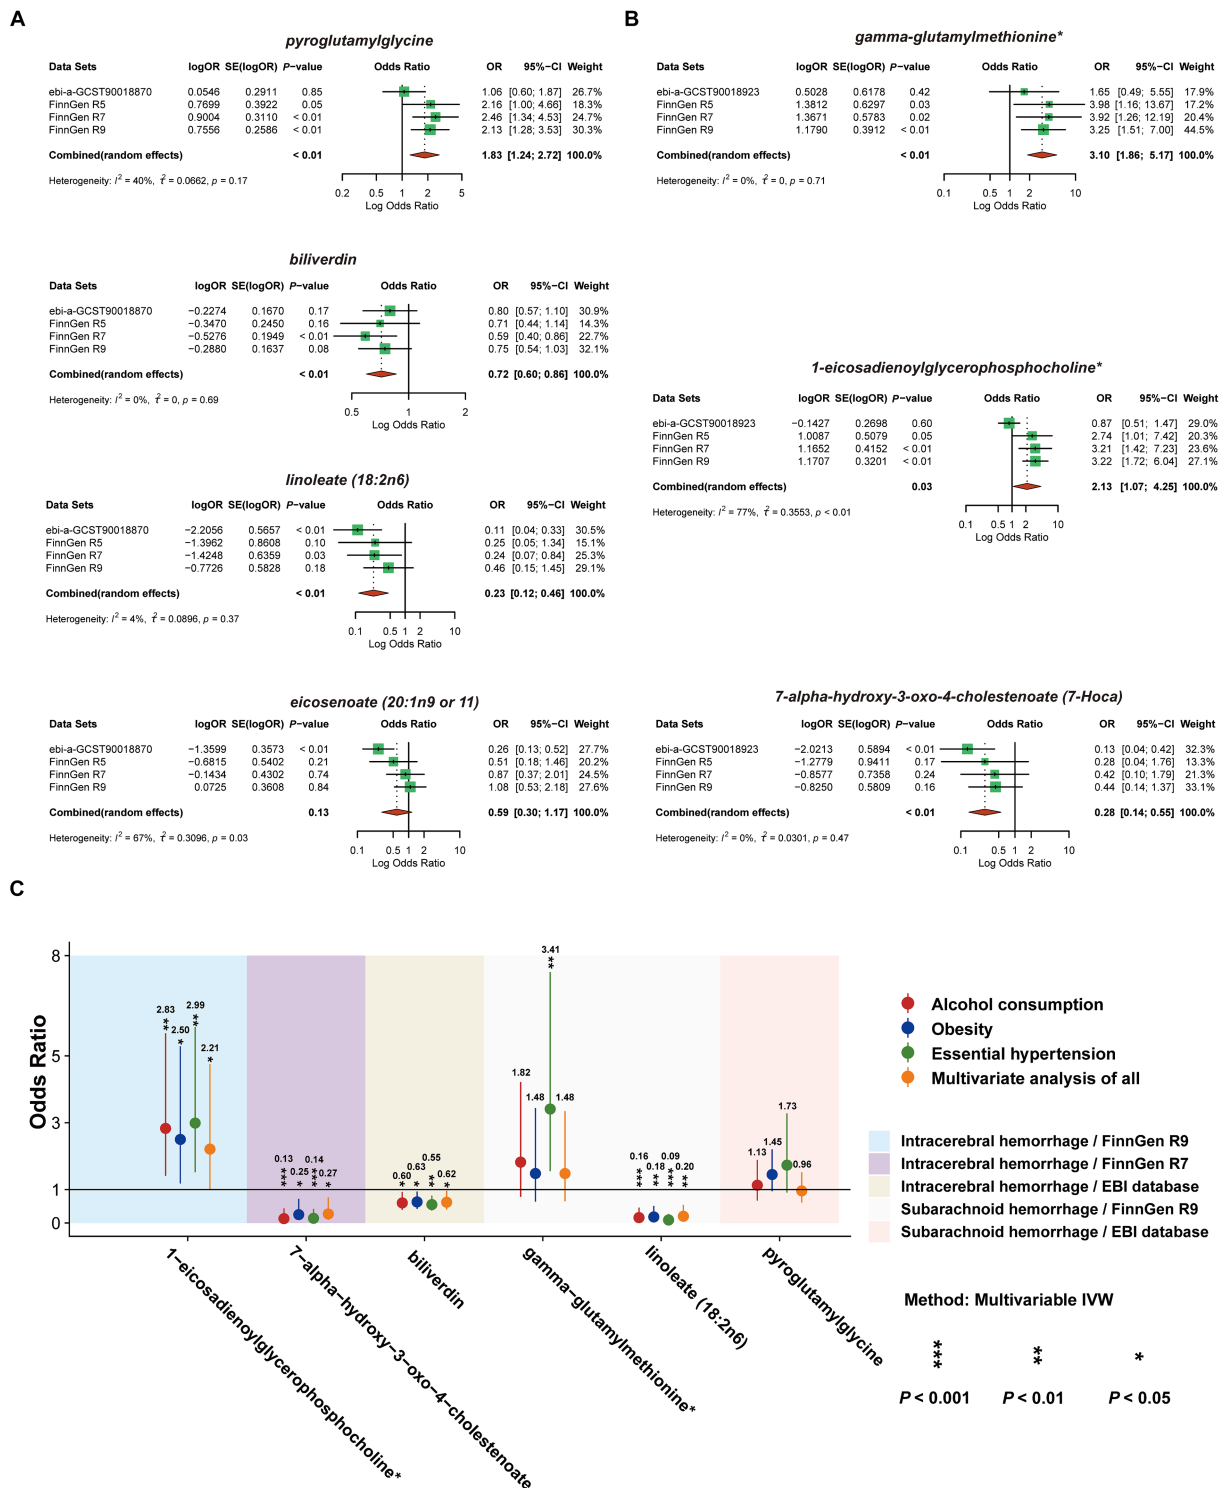 A
pyroglutamylglycine
Data Sets logOR SE(logOR) P−value Odds Ratio OR 95%−CI Weight
ebi-a-GCST90018870 0.0546 0.2911 0.85 1.06 [0.60; 1.87] 26.7%
FinnGen R5 0.7699 0.3922 0.05 2.16 [1.00; 4.66] 18.3%
FinnGen R7 0.9004 0.3110 < 0.01 2.46 [1.34; 4.53] 24.7%
FinnGen R9 0.7556 0.2586 < 0.01 2.13 [1.28; 3.53] 30.3%
Combined(random effects) < 0.01 1.83 [1.24; 2.72] 100.0%
Heterogeneity: I² = 40%, τ² = 0.0662, p = 0.17
0.2 0.5 1 2 5
Log Odds Ratio
biliverdin
Data Sets logOR SE(logOR) P−value Odds Ratio OR 95%−CI Weight
ebi-a-GCST90018870 −0.2274 0.1670 0.17 0.80 [0.57; 1.10] 30.9%
FinnGen R5 −0.3470 0.2450 0.16 0.71 [0.44; 1.14] 14.3%
FinnGen R7 −0.5276 0.1949 < 0.01 0.59 [0.40; 0.86] 22.7%
FinnGen R9 −0.2880 0.1637 0.08 0.75 [0.54; 1.03] 32.1%
Combined(random effects) < 0.01 0.72 [0.60; 0.86] 100.0%
Heterogeneity: I² = 0%, τ² = 0, p = 0.69
0.5 1 2
Log Odds Ratio
linoleate (18:2n6)
Data Sets logOR SE(logOR) P−value Odds Ratio OR 95%−CI Weight
ebi-a-GCST90018870 −2.2056 0.5657 < 0.01 0.11 [0.04; 0.33] 30.5%
FinnGen R5 −1.3962 0.8608 0.10 0.25 [0.05; 1.34] 15.1%
FinnGen R7 −1.4248 0.6359 0.03 0.24 [0.07; 0.84] 25.3%
FinnGen R9 −0.7726 0.5828 0.18 0.46 [0.15; 1.45] 29.1%
Combined(random effects) < 0.01 0.23 [0.12; 0.46] 100.0%
Heterogeneity: I² = 4%, τ² = 0.0896, p = 0.37
0.1 0.5 1 2 10
Log Odds Ratio
eicosenoate (20:1n9 or 11)
Data Sets logOR SE(logOR) P−value Odds Ratio OR 95%−CI Weight
ebi-a-GCST90018870 −1.3599 0.3573 < 0.01 0.26 [0.13; 0.52] 27.7%
FinnGen R5 −0.6815 0.5402 0.21 0.51 [0.18; 1.46] 20.2%
FinnGen R7 −0.1434 0.4302 0.74 0.87 [0.37; 2.01] 24.5%
FinnGen R9 0.0725 0.3608 0.84 1.08 [0.53; 2.18] 27.6%
Combined(random effects) 0.13 0.59 [0.30; 1.17] 100.0%
Heterogeneity: I² = 67%, τ² = 0.3096, p = 0.03
0.1 0.5 1 2 10
Log Odds Ratio
B
gamma-glutamylmethionine*
Data Sets logOR SE(logOR) P−value Odds Ratio OR 95%−CI Weight
ebi-a-GCST90018923 0.5028 0.6178 0.42 1.65 [0.49; 5.55] 17.9%
FinnGen R5 1.3812 0.6297 0.03 3.98 [1.16; 13.67] 17.2%
FinnGen R7 1.3671 0.5783 0.02 3.92 [1.26; 12.19] 20.4%
FinnGen R9 1.1790 0.3912 < 0.01 3.25 [1.51; 7.00] 44.5%
Combined(random effects) < 0.01 3.10 [1.86; 5.17] 100.0%
Heterogeneity: I² = 0%, τ² = 0, p = 0.71
0.1 0.5 1 2 10
Log Odds Ratio
1-eicosadienoylglycerophosphocholine*
Data Sets logOR SE(logOR) P−value Odds Ratio OR 95%−CI Weight
ebi-a-GCST90018923 −0.1427 0.2698 0.60 0.87 [0.51; 1.47] 29.0%
FinnGen R5 1.0087 0.5079 0.05 2.74 [1.01; 7.42] 20.3%
FinnGen R7 1.1652 0.4152 < 0.01 3.21 [1.42; 7.23] 23.6%
FinnGen R9 1.1707 0.3201 < 0.01 3.22 [1.72; 6.04] 27.1%
Combined(random effects) 0.03 2.13 [1.07; 4.25] 100.0%
Heterogeneity: I² = 77%, τ² = 0.3553, p < 0.01
0.1 0.5 1 2 10
Log Odds Ratio
7-alpha-hydroxy-3-oxo-4-cholestenoate (7-Hoca)
Data Sets logOR SE(logOR) P−value Odds Ratio OR 95%−CI Weight
ebi-a-GCST90018923 −2.0213 0.5894 < 0.01 0.13 [0.04; 0.42] 32.3%
FinnGen R5 −1.2779 0.9411 0.17 0.28 [0.04; 1.76] 13.3%
FinnGen R7 −0.8577 0.7358 0.24 0.42 [0.10; 1.79] 21.3%
FinnGen R9 −0.8250 0.5809 0.16 0.44 [0.14; 1.37] 33.1%
Combined(random effects) < 0.01 0.28 [0.14; 0.55] 100.0%
Heterogeneity: I² = 0%, τ² = 0.0301, p = 0.47
0.1 0.5 1 2 10
Log Odds Ratio
C
Odds Ratio
8
5
3
1
0
2.83 ** 2.50 * 2.99 ** 2.21 *
0.13 *** 0.25 * 0.14 *** 0.27 *
0.60 * 0.63 * 0.55 ** 0.62 *
1.82 1.48 3.41 ** 1.48
0.16 *** 0.18 ** 0.09 *** 0.20 **
1.13 1.45 1.73 0.96
1−eicosadienoylglycerophosphocholine*
7−alpha−hydroxy−3−oxo−4−cholestenoate
biliverdin
gamma−glutamylmethionine*
linoleate (18:2n6)
pyroglutamylglycine
Alcohol consumption
Obesity
Essential hypertension
Multivariate analysis of all
Intracerebral hemorrhage / FinnGen R9
Intracerebral hemorrhage / FinnGen R7
Intracerebral hemorrhage / EBI database
Subarachnoid hemorrhage / FinnGen R9
Subarachnoid hemorrhage / EBI database
Method: Multivariable IVW
*** ** *
P < 0.001 P < 0.01 P < 0.05